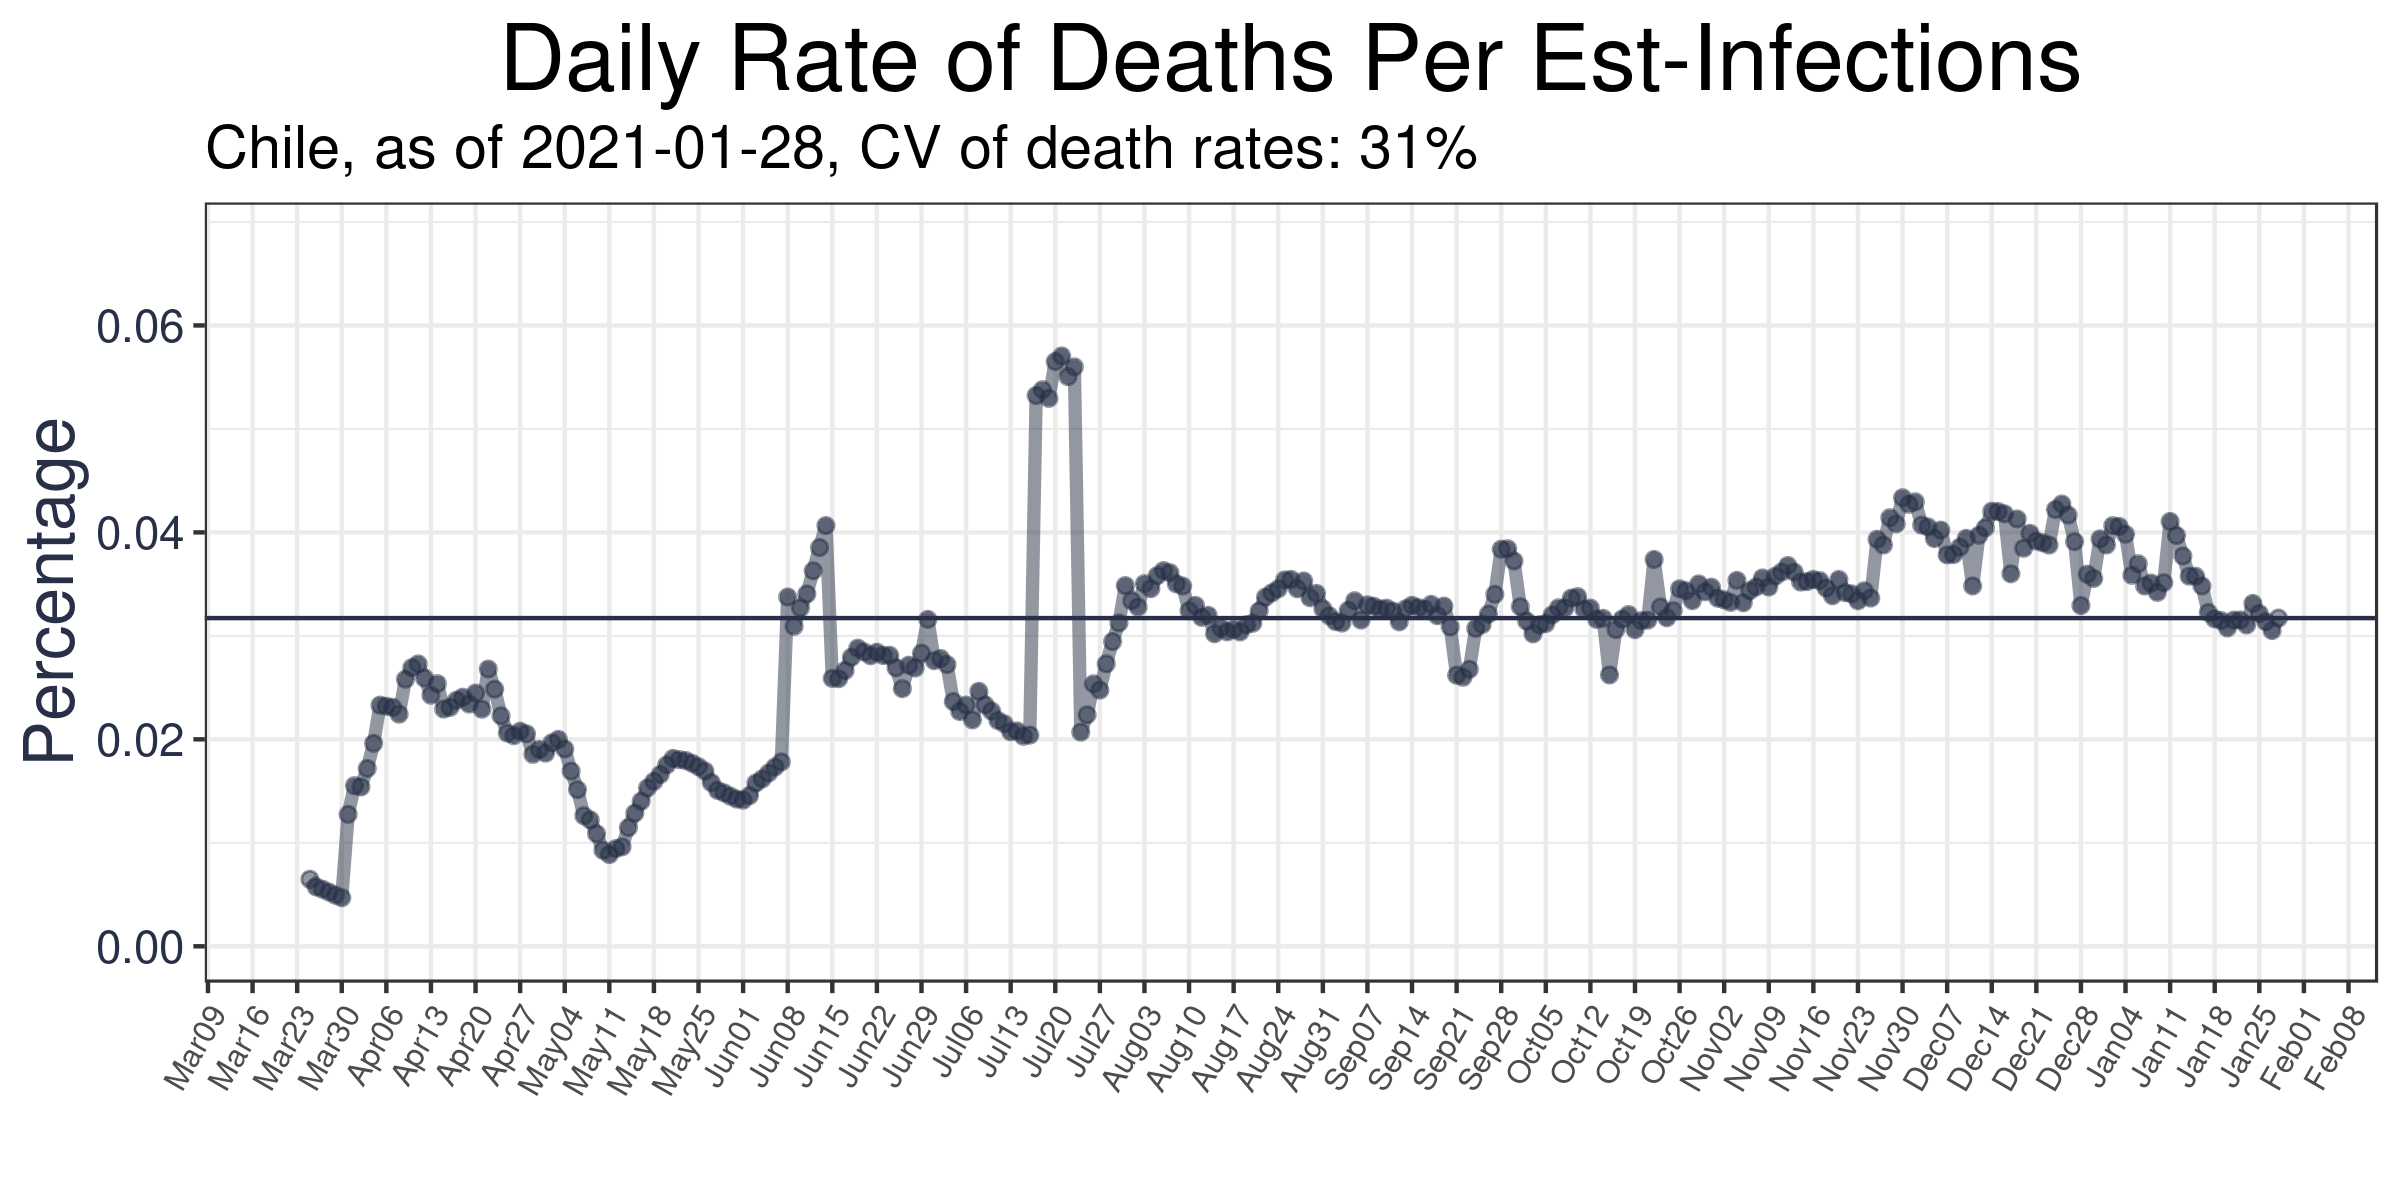 Daily Rate of Deaths Per Est-Infections
Chile, as of 2021-01-28, CV of death rates: 31%
Percentage
0.06
0.04
0.02
0.00
Mar09
Mar16
Mar23
Mar30
Apr06
Apr13
Apr20
Apr27
May04
May11
May18
May25
Jun01
Jun08
Jun15
Jun22
Jun29
Jul06
Jul13
Jul20
Jul27
Aug03
Aug10
Aug17
Aug24
Aug31
Sep07
Sep14
Sep21
Sep28
Oct05
Oct12
Oct19
Oct26
Nov02
Nov09
Nov16
Nov23
Nov30
Dec07
Dec14
Dec21
Dec28
Jan04
Jan11
Jan18
Jan25
Feb01
Feb08